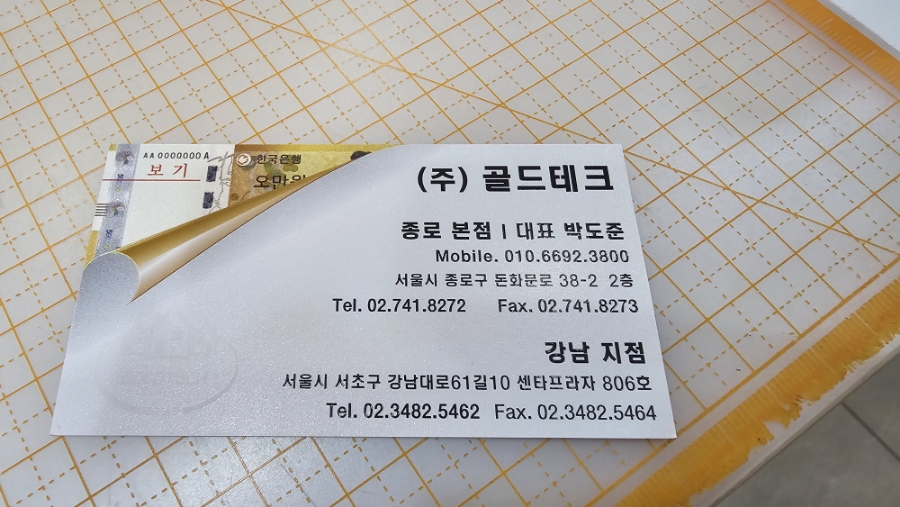 AA 0000000 A
보기
한국은행
오만원
(주) 골드테크
종로 본점 | 대표 박도준
Mobile. 010.6692.3800
서울시 종로구 돈화문로 38-2 2층
Tel. 02.741.8272 Fax. 02.741.8273
강남 지점
서울시 서초구 강남대로61길10 센타프라자 806호
Tel. 02.3482.5462 Fax. 02.3482.5464